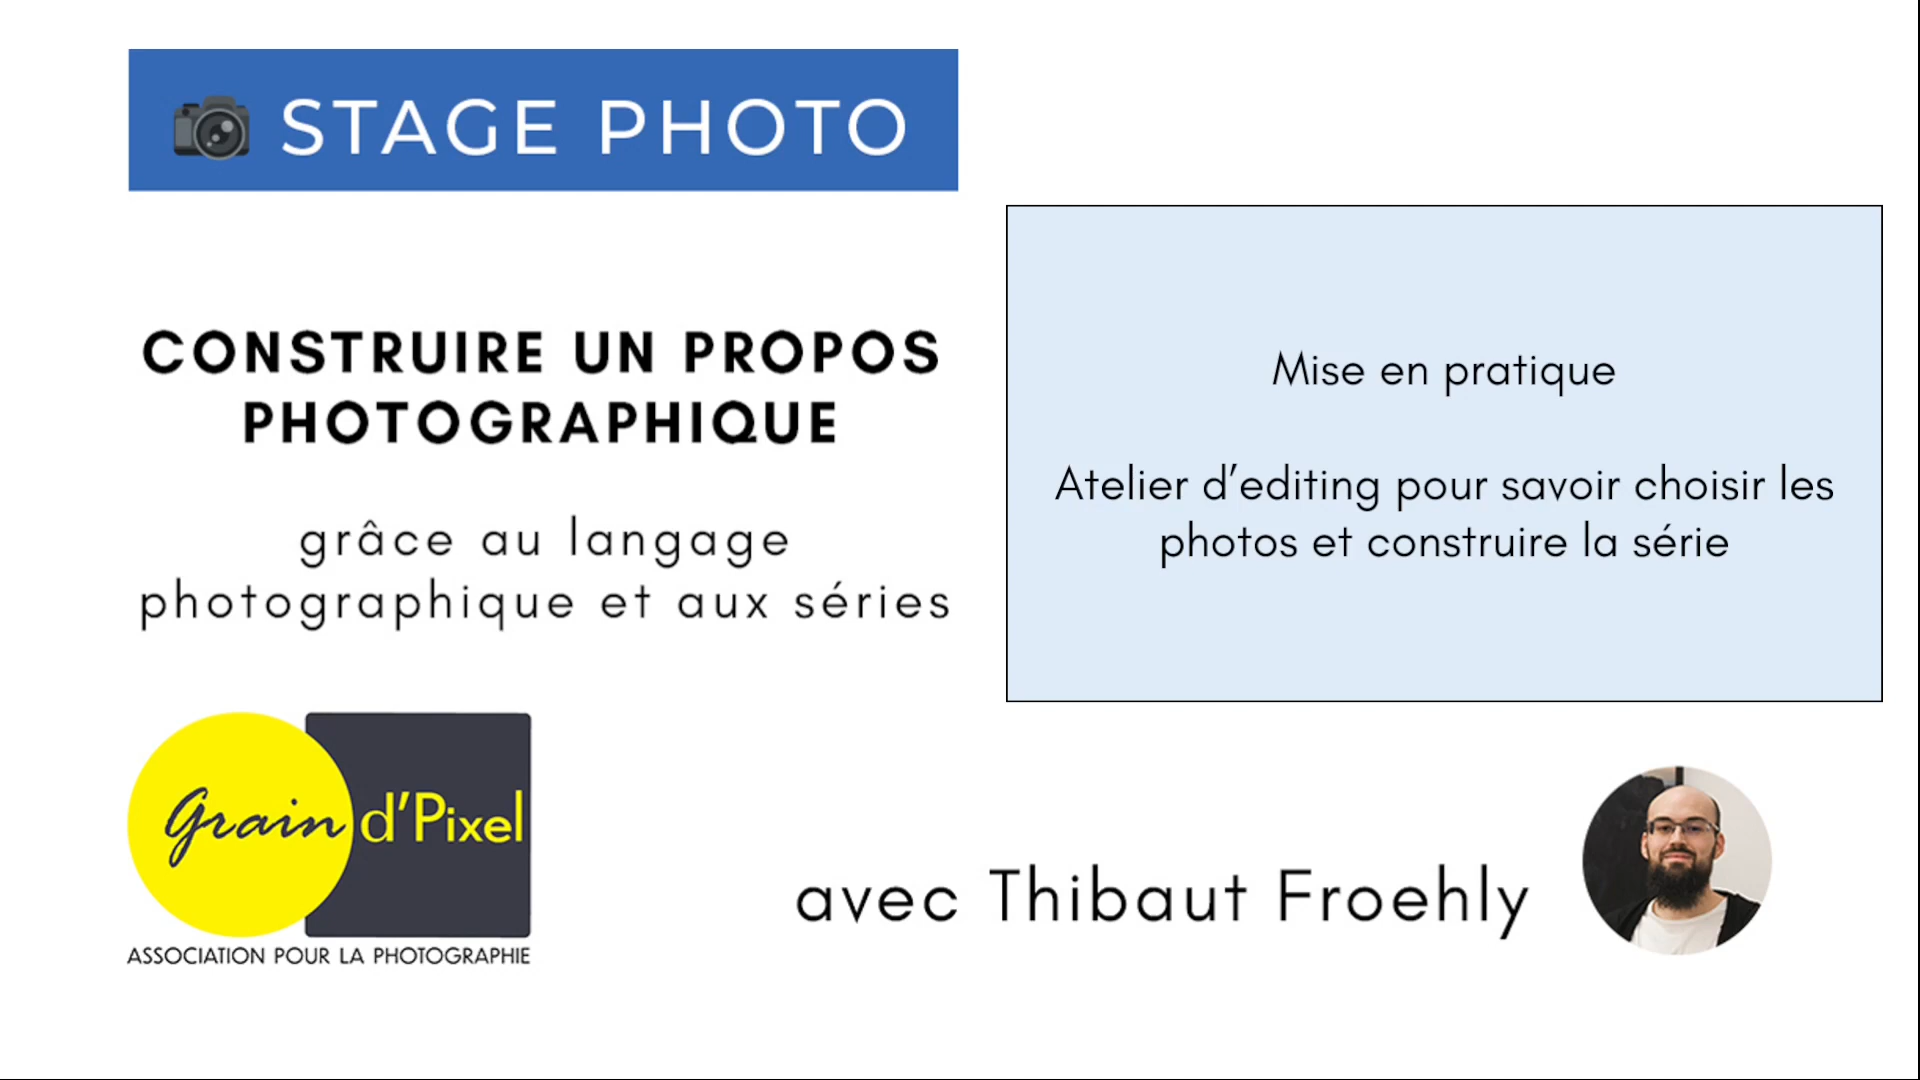 STAGE PHOTO
CONSTRUIRE UN PROPOS
PHOTOGRAPHIQUE
grâce au langage
photographique et aux séries
Mise en pratique
Atelier d’editing pour savoir choisir les
photos et construire la série
Grain d’Pixel
ASSOCIATION POUR LA PHOTOGRAPHIE
avec Thibaut Froehly